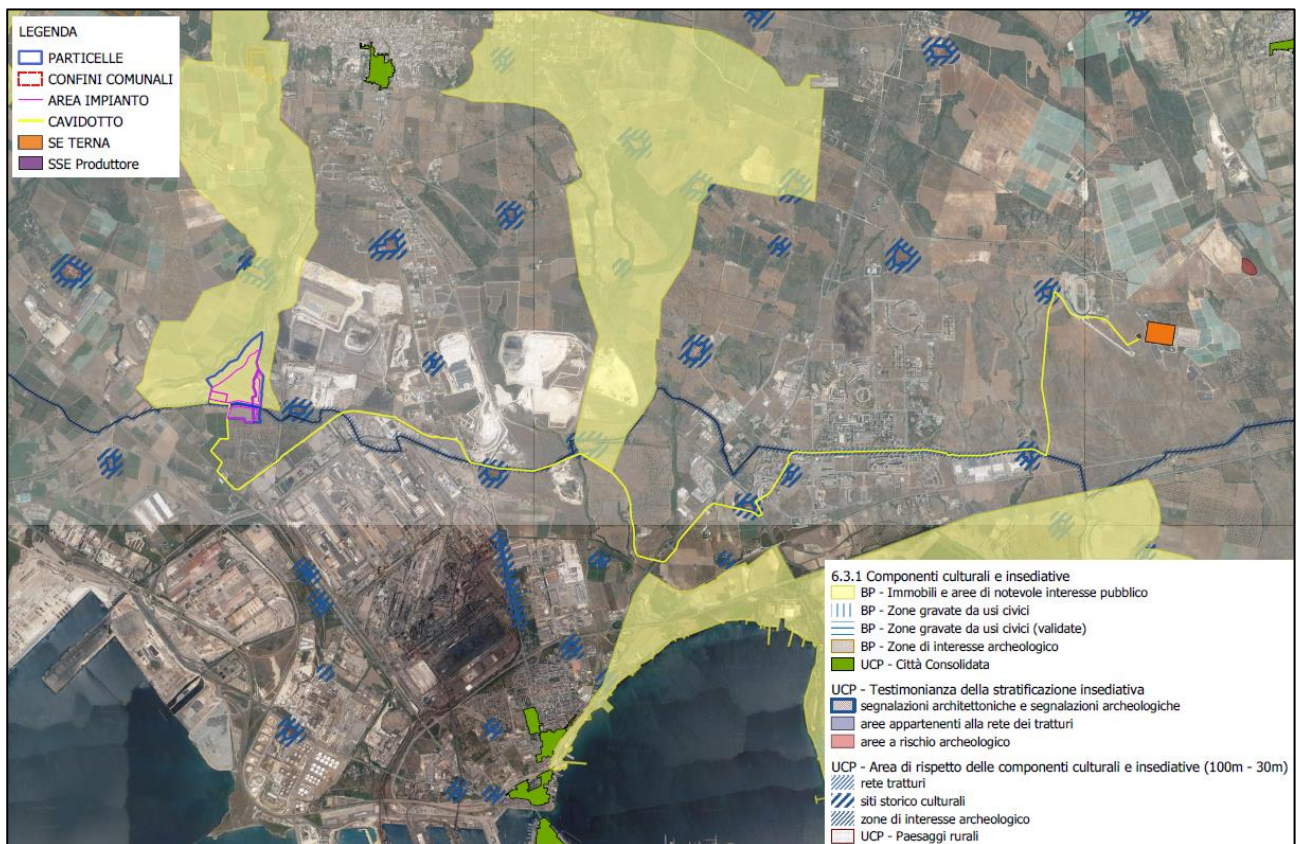 LEGENDA
PARTICELLE
CONFINI COMUNALI
AREA IMPIANTO
CAVIDOTTO
SE TERNA
SSE Produttore
6.3.1 Componenti culturali e insediative
BP - Immobili e aree di notevole interesse pubblico
BP - Zone gravate da usi civici
BP - Zone gravate da usi civici (validate)
BP - Zone di interesse archeologico
UCP - Città Consolidata
UCP - Testimonianza della stratificazione insediativa
segnalazioni architettoniche e segnalazioni archeologiche
aree appartenenti alla rete dei tratturi
aree a rischio archeologico
UCP - Area di rispetto delle componenti culturali e insediative (100m - 30m)
rete tratturi
siti storico culturali
zone di interesse archeologico
UCP - Paesaggi rurali